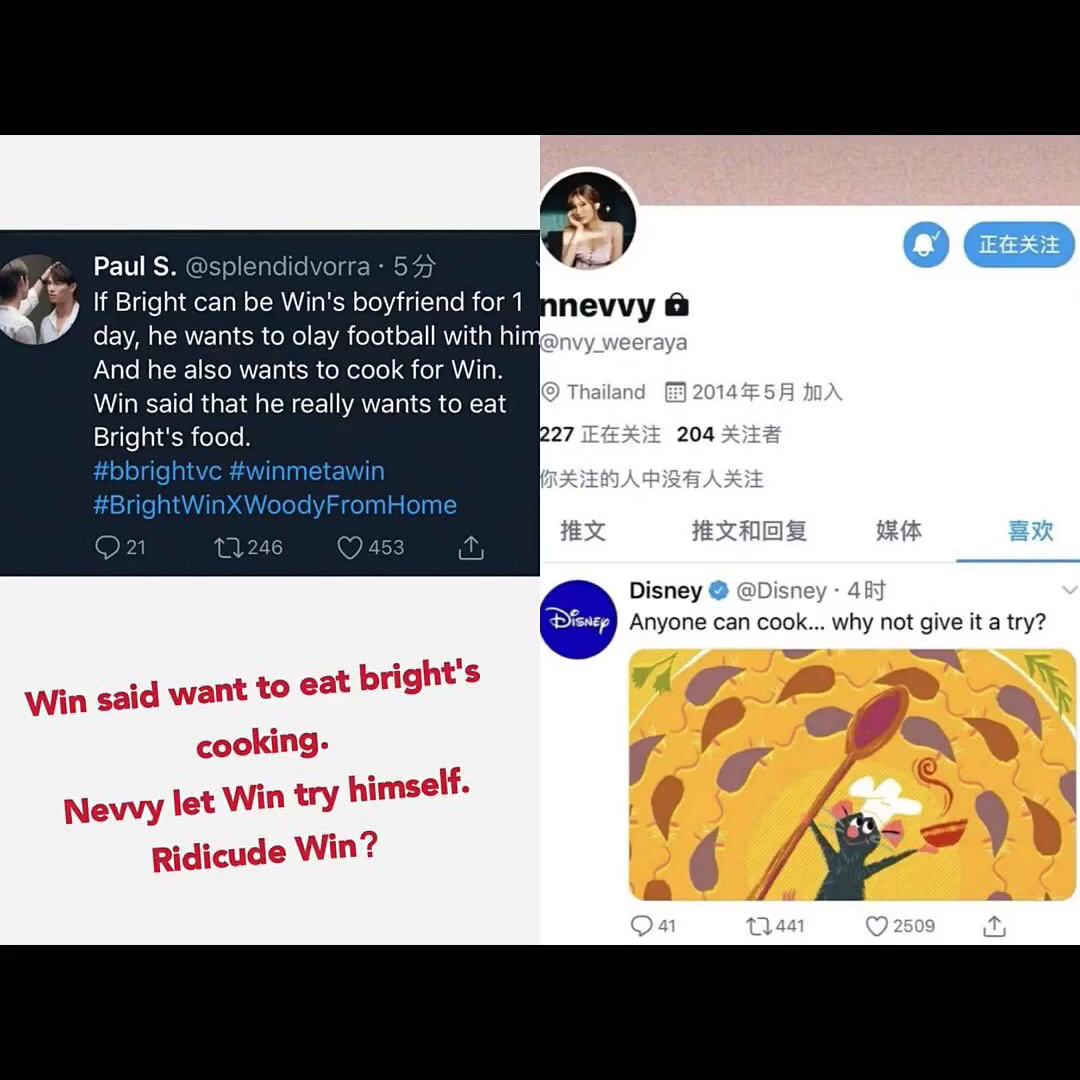 Paul S. @splendidvorra · 5分
If Bright can be Win's boyfriend for 1
day, he wants to olay football with him
And he also wants to cook for Win.
Win said that he really wants to eat
Bright's food.
#bbrightvc #winmetawin
#BrightWinXWoodyFromHome
21 246 453
Win said want to eat bright's
cooking.
Nevvy let Win try himself.
Ridicude Win?
正在关注
nnevvy
@nvy_weeraya
Thailand 2014年5月 加入
227 正在关注 204 关注者
你关注的人中没有人关注
推文 推文和回复 媒体 喜欢
Disney @Disney · 4时
Disney
Anyone can cook... why not give it a try?
41 441 2509